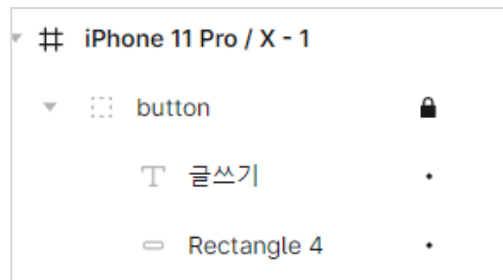 iPhone 11 Pro / X - 1
button
글쓰기
Rectangle 4